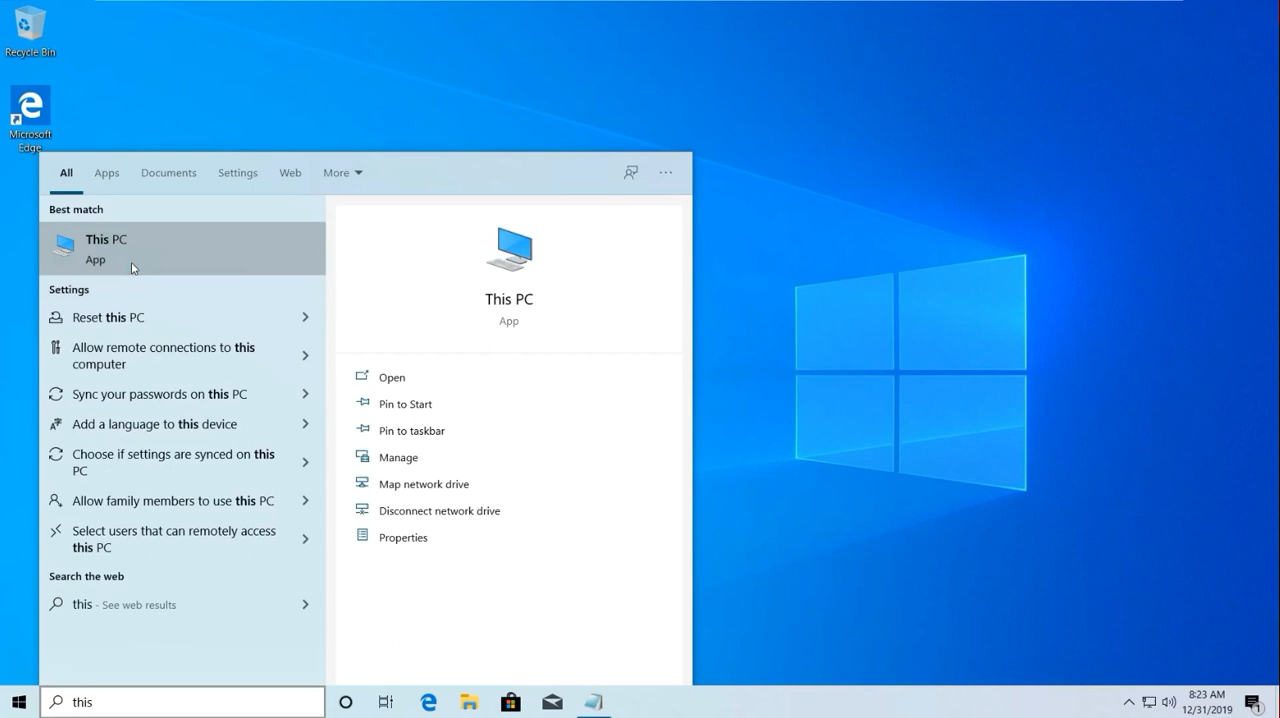 Recycle Bin
Microsoft
Edge
All
Apps
Documents
Settings
Web
More
Best match
This PC
App
Settings
Reset this PC
Allow remote connections to this
computer
Sync your passwords on this PC
Add a language to this device
Choose if settings are synced on this
PC
Allow family members to use this PC
Select users that can remotely access
this PC
Search the web
this - See web results
This PC
App
Open
Pin to Start
Pin to taskbar
Manage
Map network drive
Disconnect network drive
Properties
this
8:23 AM
12/31/2019
1